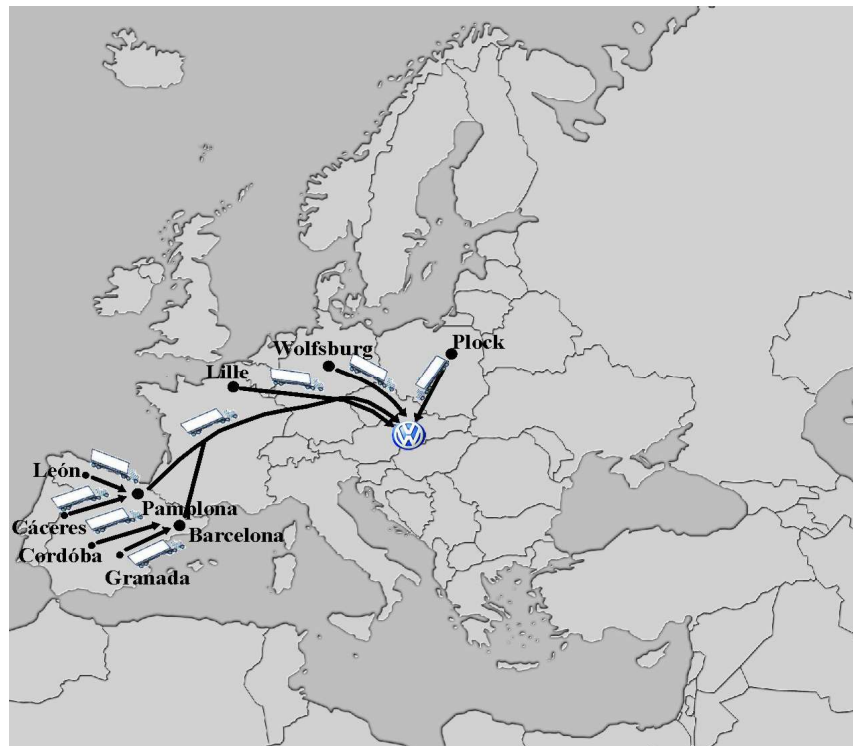 Wolfsburg
Plock
Lille
León
Pamplona
Cáceres
Barcelona
Cordóba
Granada